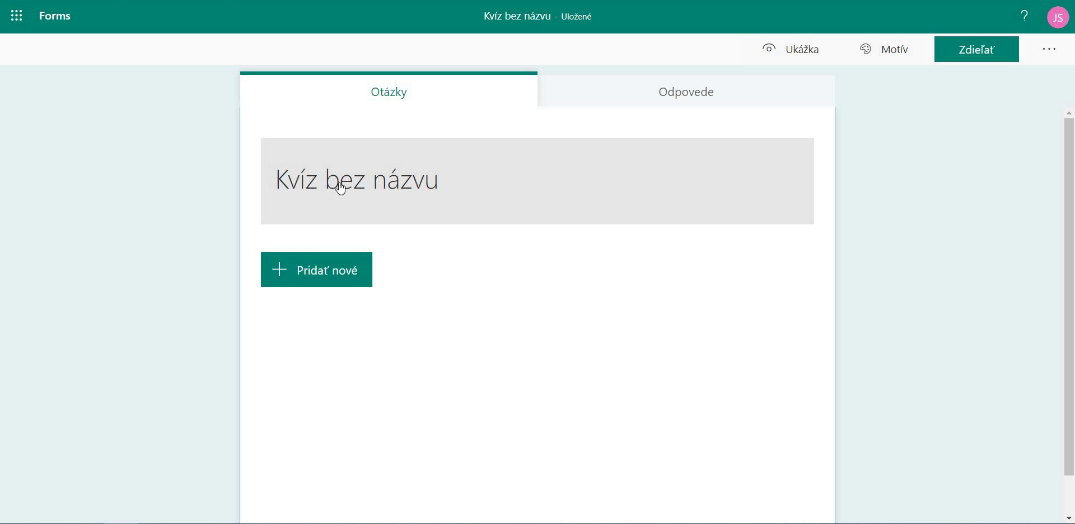 Forms
Kvíz bez názvu - Uložené
?
JS
Ukážka
Motív
Zdieľať
...
Otázky
Odpovede
Kvíz bez názvu
Pridať nové